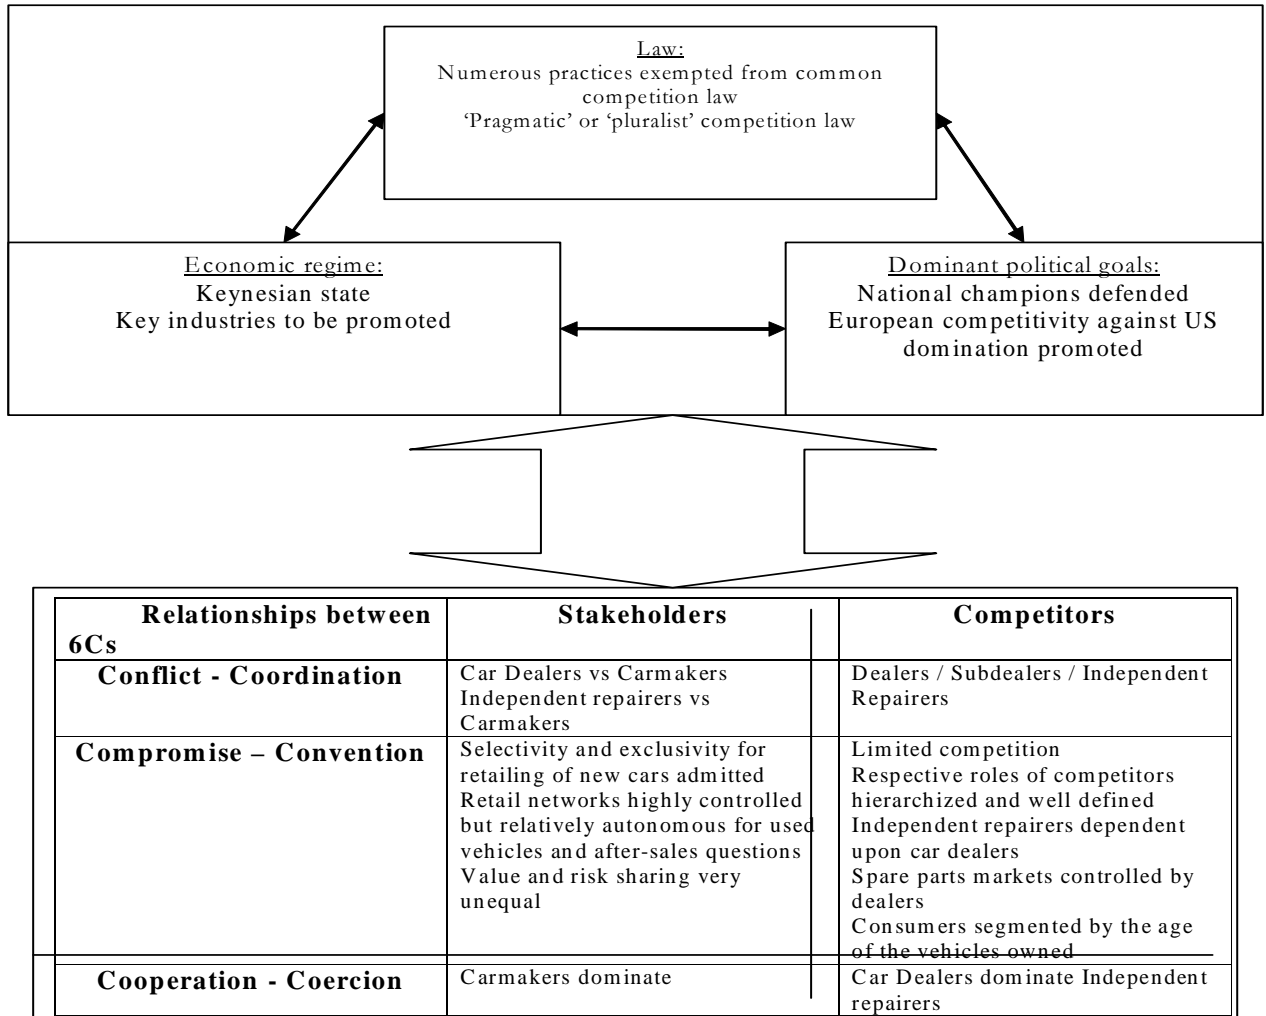 Law:
Numerous practices exempted from common
competition law
‘Pragmatic’ or ‘pluralist’ competition law
Economic regime:
Keynesian state
Key industries to be promoted
Dominant political goals:
National champions defended
European competitivity against US
domination promoted
Relationships between
6Cs
Stakeholders
Competitors
Conflict - Coordination
Car Dealers vs Carmakers
Independent repairers vs
Carmakers
Dealers / Subdealers / Independent
Repairers
Compromise – Convention
Selectivity and exclusivity for
retailing of new cars admitted
Retail networks highly controlled
but relatively autonomous for used
vehicles and after-sales questions
Value and risk sharing very
unequal
Limited competition
Respective roles of competitors
hierarchized and well defined
Independent repairers dependent
upon car dealers
Spare parts markets controlled by
dealers
Consumers segmented by the age
of the vehicles owned
Cooperation - Coercion
Carmakers dominate
Car Dealers dominate Independent
repairers